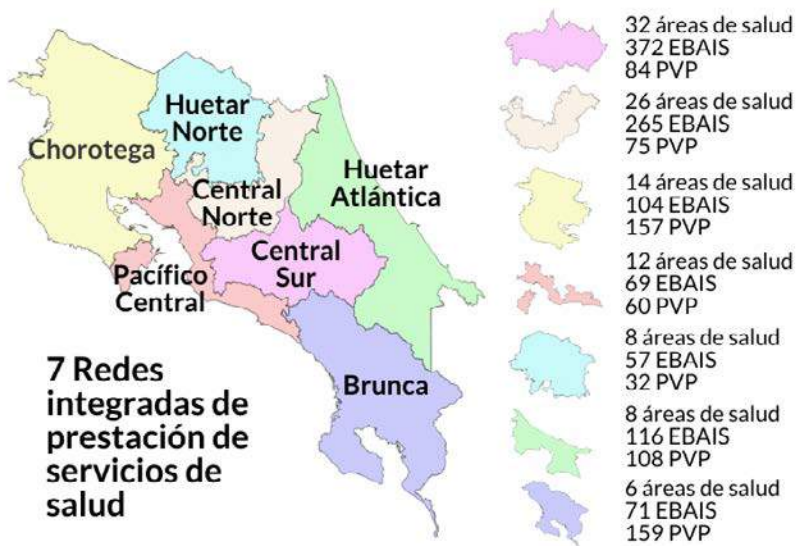 Huetar
Norte
Chorotega
Central
Norte
Huetar
Atlántica
Central
Sur
Pacífico
Central
Brunca
7 Redes
integradas de
prestación de
servicios de
salud
32 áreas de salud
372 EBAIS
84 PVP
26 áreas de salud
265 EBAIS
75 PVP
14 áreas de salud
104 EBAIS
157 PVP
12 áreas de salud
69 EBAIS
60 PVP
8 áreas de salud
57 EBAIS
32 PVP
8 áreas de salud
116 EBAIS
108 PVP
6 áreas de salud
71 EBAIS
159 PVP